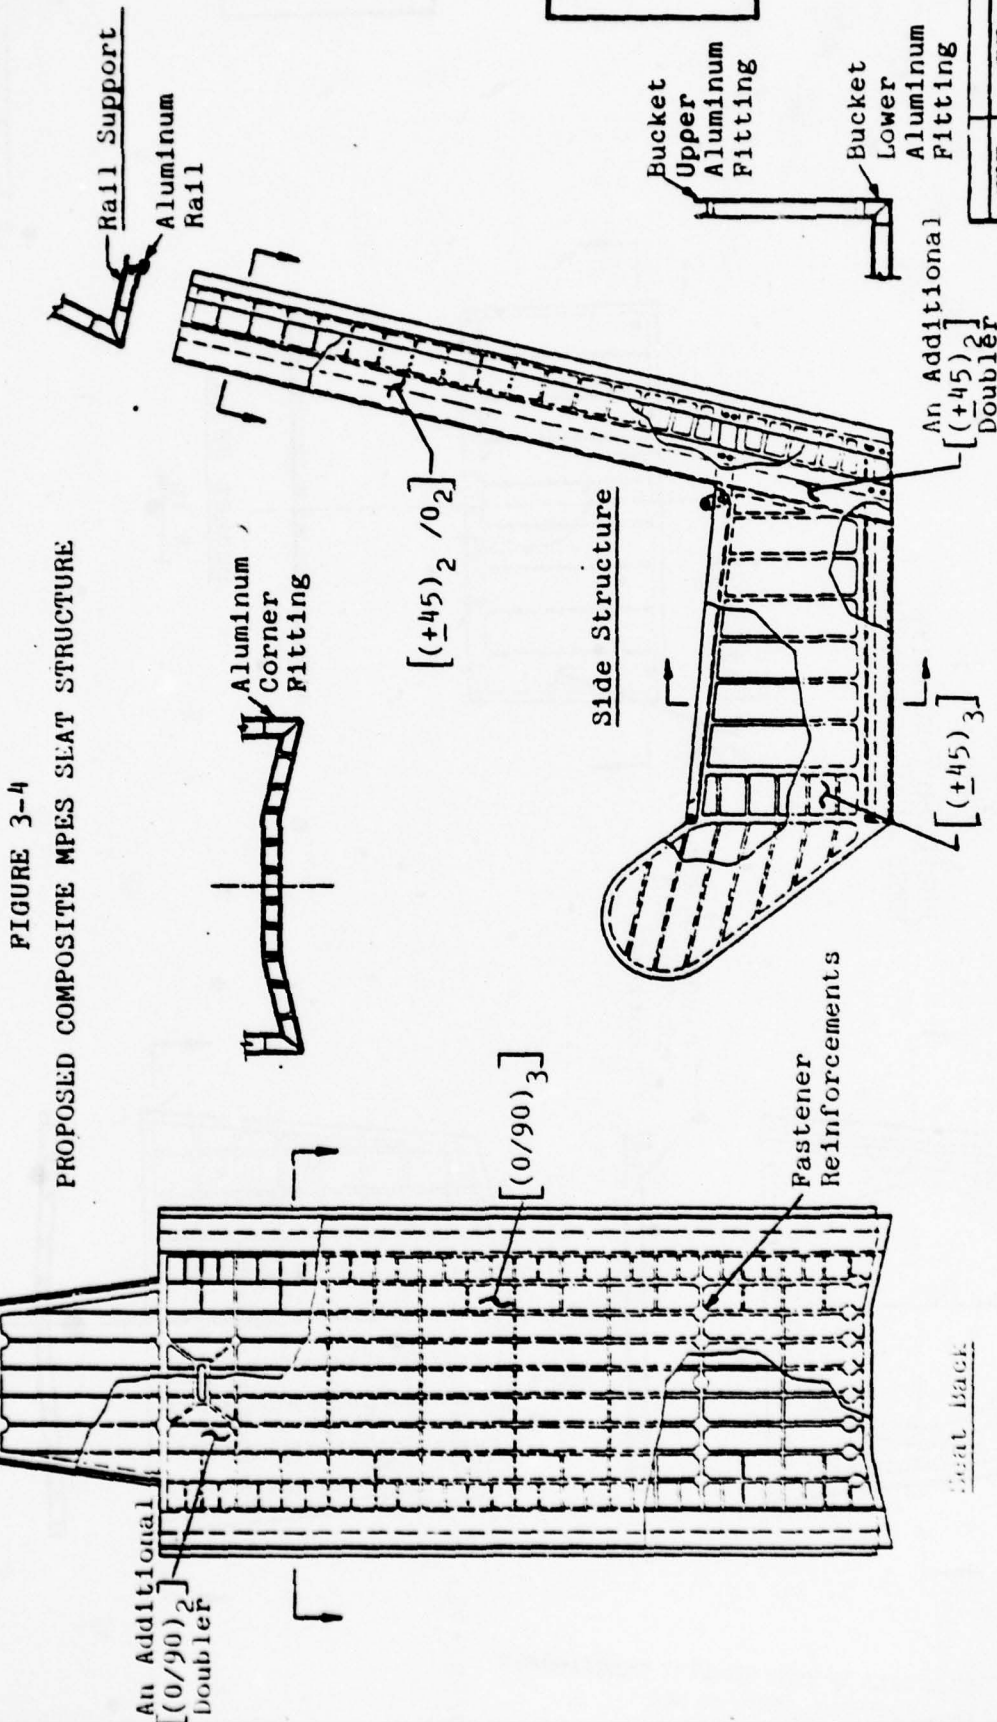 FIGURE 3-4
PROPOSED COMPOSITE MPES SEAT STRUCTURE
An Additional
[(0/90)2]
Doubler
[(0/90)3]
Fastener
Reinforcements
Seat Back
Aluminum
Corner
Fitting
[(±45)2 /O2]
Side Structure
[(±45)3]
Rail Support
Aluminum
Rail
Bucket
Upper
Aluminum
Fitting
Bucket
Lower
Aluminum
Fitting
An Additional
[(±45)2]
Doubler